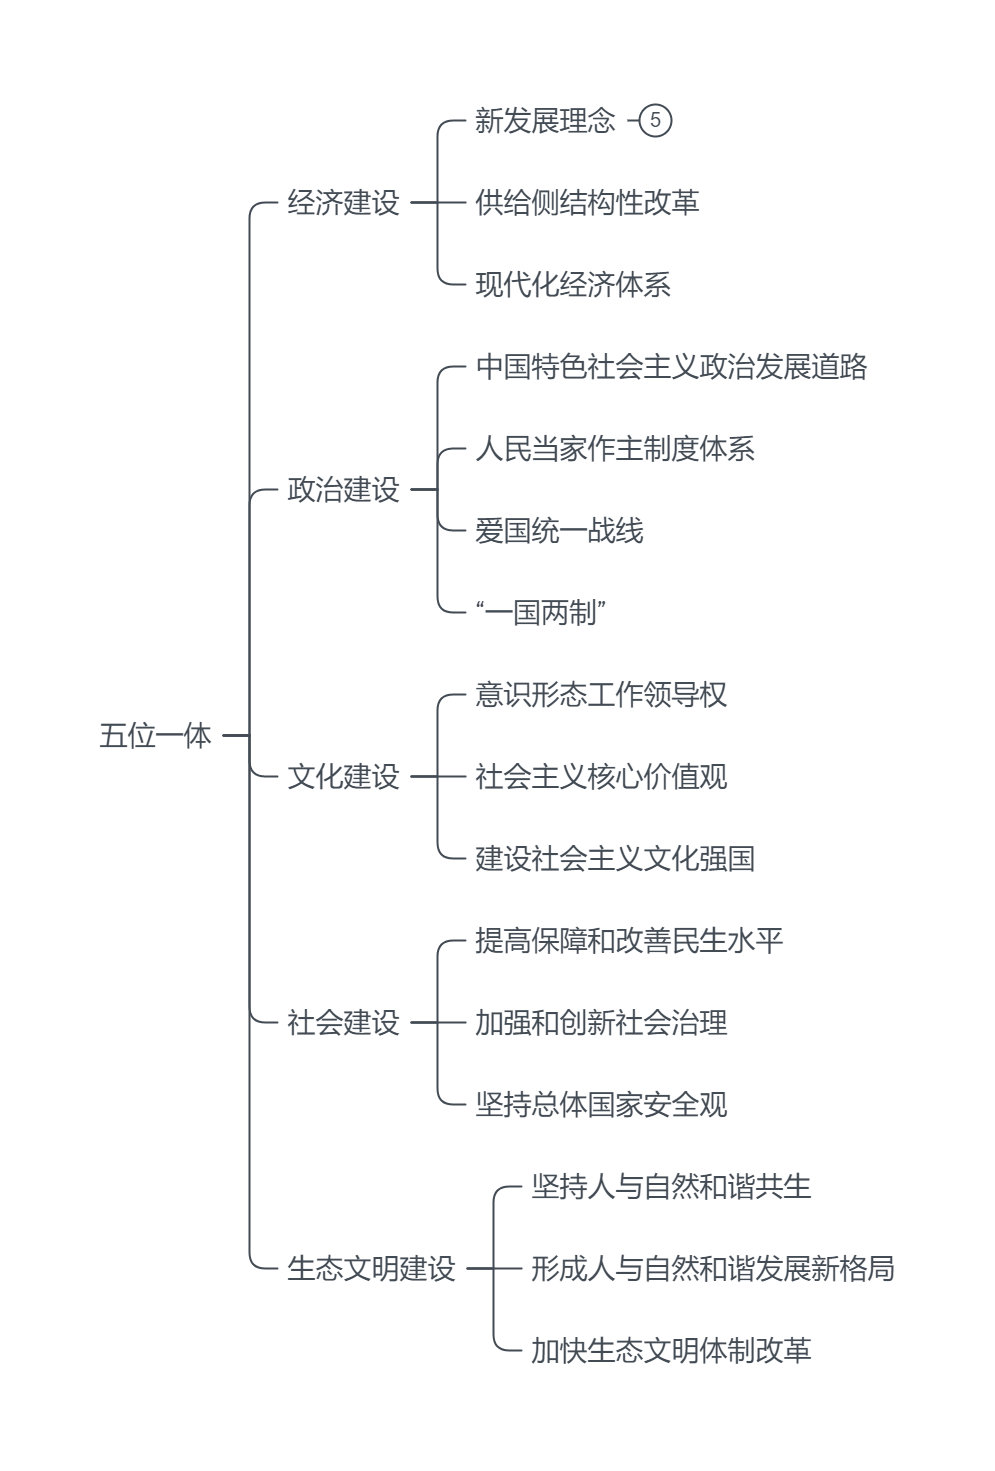 新发展理念 5
经济建设
供给侧结构性改革
现代化经济体系
中国特色社会主义政治发展道路
人民当家作主制度体系
政治建设
爱国统一战线
“一国两制”
意识形态工作领导权
五位一体
文化建设
社会主义核心价值观
建设社会主义文化强国
提高保障和改善民生水平
社会建设
加强和创新社会治理
坚持总体国家安全观
坚持人与自然和谐共生
生态文明建设
形成人与自然和谐发展新格局
加快生态文明体制改革